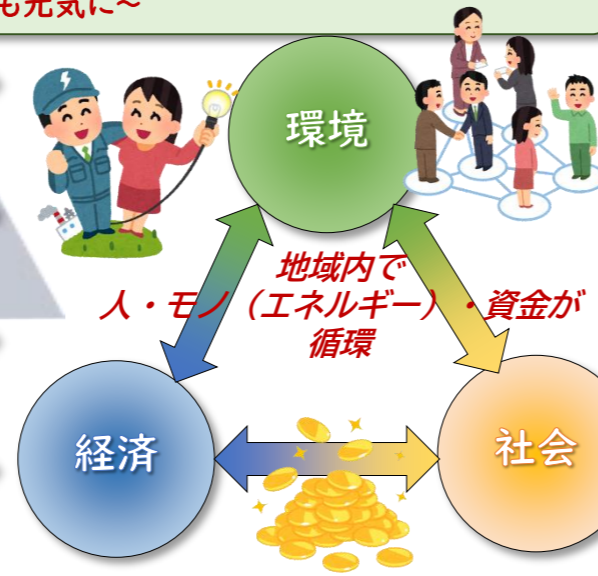 も元気に～
環境
地域内で
人・モノ（エネルギー）・資金が
循環
経済
社会